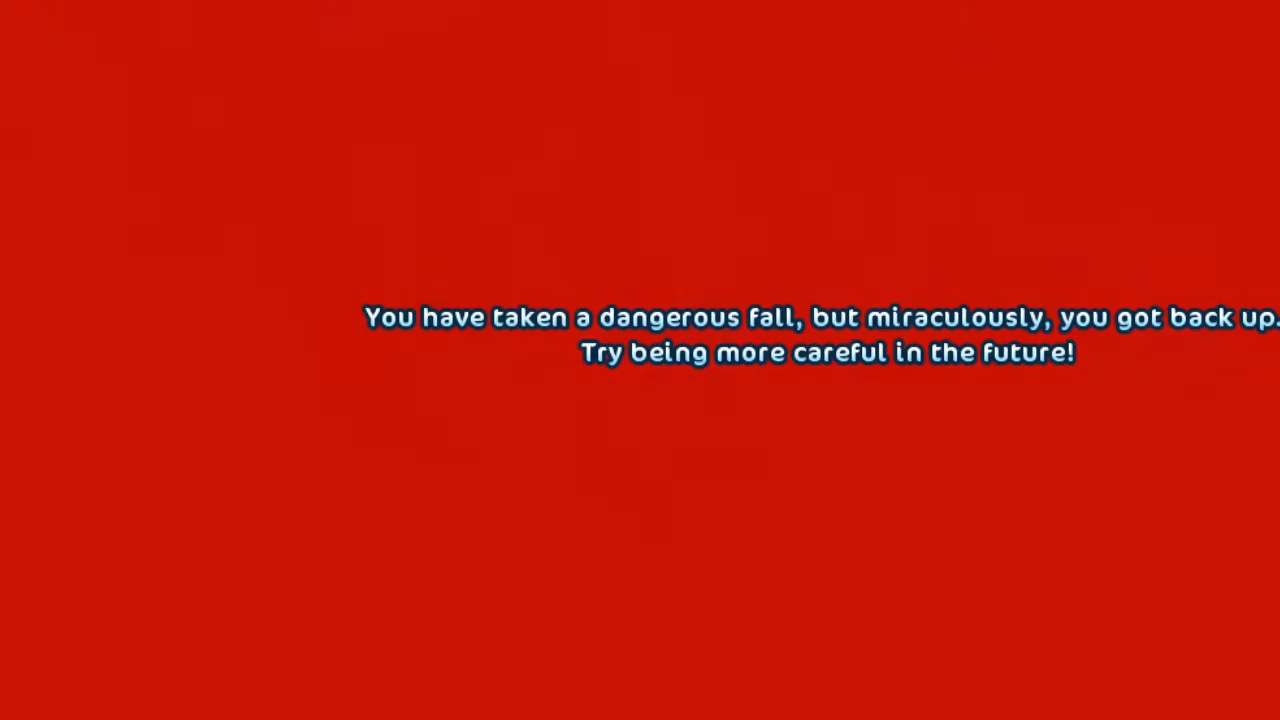 You have taken a dangerous fall, but miraculously, you got back up.
Try being more careful in the future!